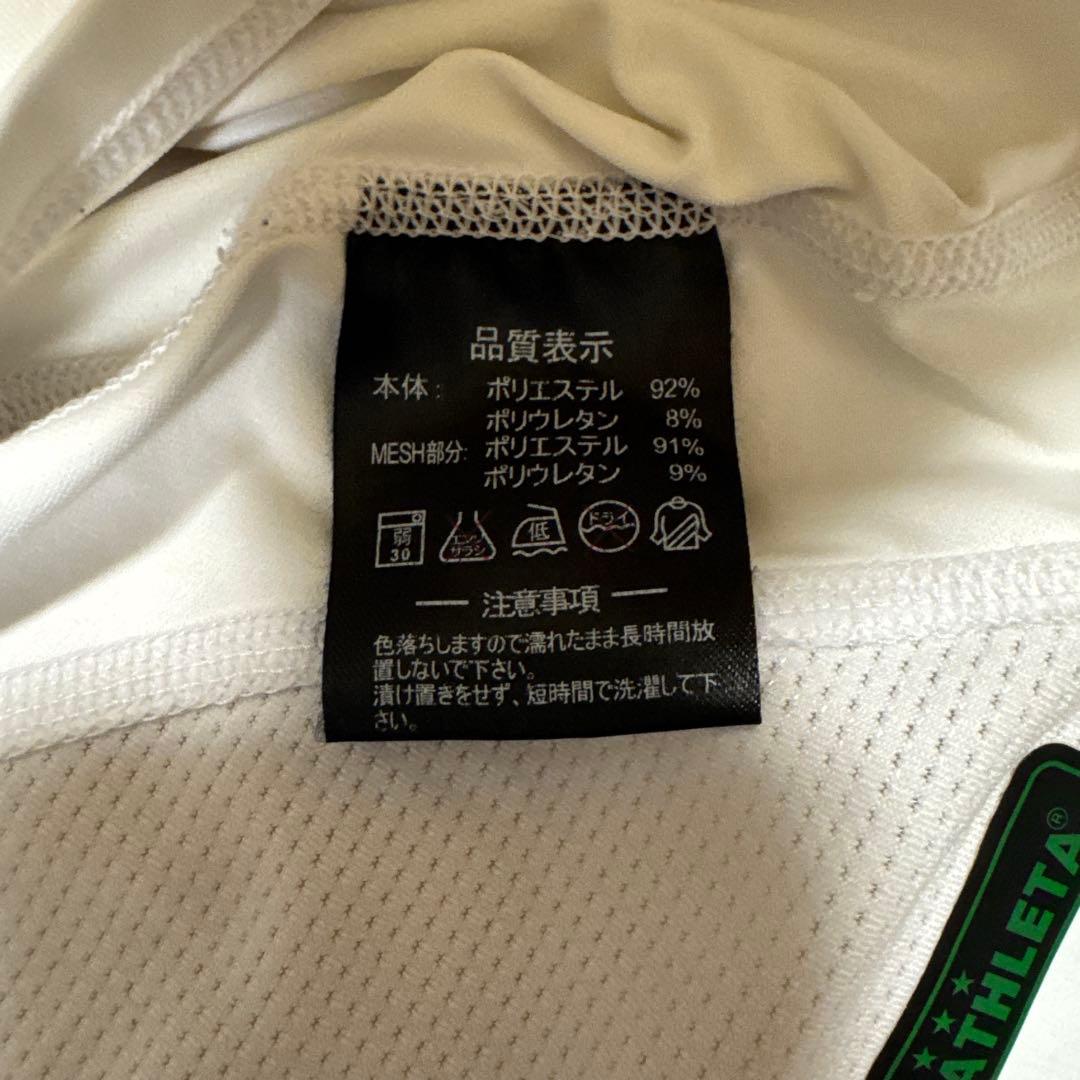 品質表示
本体： ポリエステル 92%
ポリウレタン 8%
MESH部分: ポリエステル 91%
ポリウレタン 9%
弱
30
エンソ
サラシ
低
ドライ
注意事項
色落ちしますので濡れたまま長時間放
置しないで下さい。
漬け置きをせず、短時間で洗濯して下
さい。
ATHLETA®